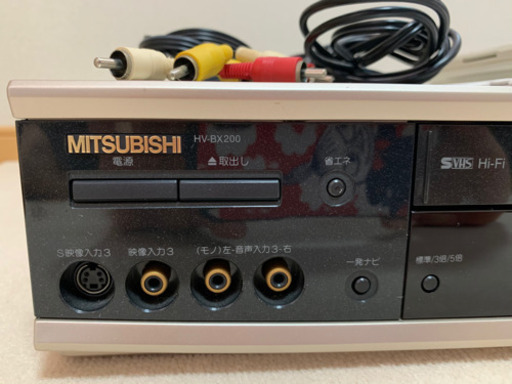 MITSUBISHI HV-BX200
電源
▲取出し
省エネ
S VHS Hi-Fi
S映像入力3
映像入力3
(モノ)左-音声入力3-右
一発ナビ
標準/3倍/5倍